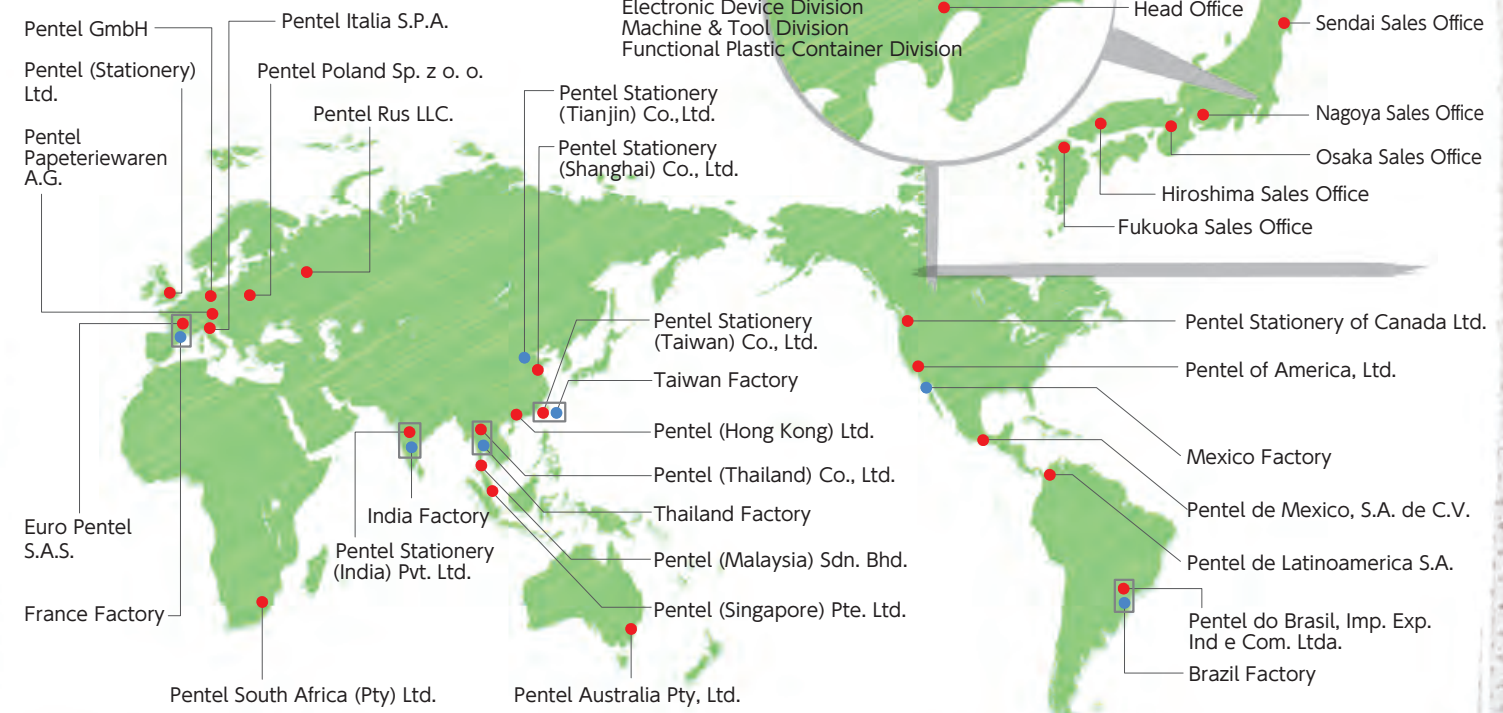 Electronic Device Division
Machine & Tool Division
Functional Plastic Container Division
Head Office
Sendai Sales Office
Nagoya Sales Office
Osaka Sales Office
Hiroshima Sales Office
Fukuoka Sales Office
Pentel GmbH
Pentel Italia S.P.A.
Pentel (Stationery)
Ltd.
Pentel Poland Sp. z o. o.
Pentel Rus LLC.
Pentel
Papeteriewaren
A.G.
Pentel Stationery
(Tianjin) Co.,Ltd.
Pentel Stationery
(Shanghai) Co., Ltd.
Pentel Stationery
(Taiwan) Co., Ltd.
Taiwan Factory
Pentel (Hong Kong) Ltd.
Pentel (Thailand) Co., Ltd.
Thailand Factory
Pentel (Malaysia) Sdn. Bhd.
Pentel (Singapore) Pte. Ltd.
Euro Pentel
S.A.S.
France Factory
India Factory
Pentel Stationery
(India) Pvt. Ltd.
Pentel South Africa (Pty) Ltd.
Pentel Australia Pty, Ltd.
Pentel Stationery of Canada Ltd.
Pentel of America, Ltd.
Mexico Factory
Pentel de Mexico, S.A. de C.V.
Pentel de Latinoamerica S.A.
Pentel do Brasil, Imp. Exp.
Ind e Com. Ltda.
Brazil Factory